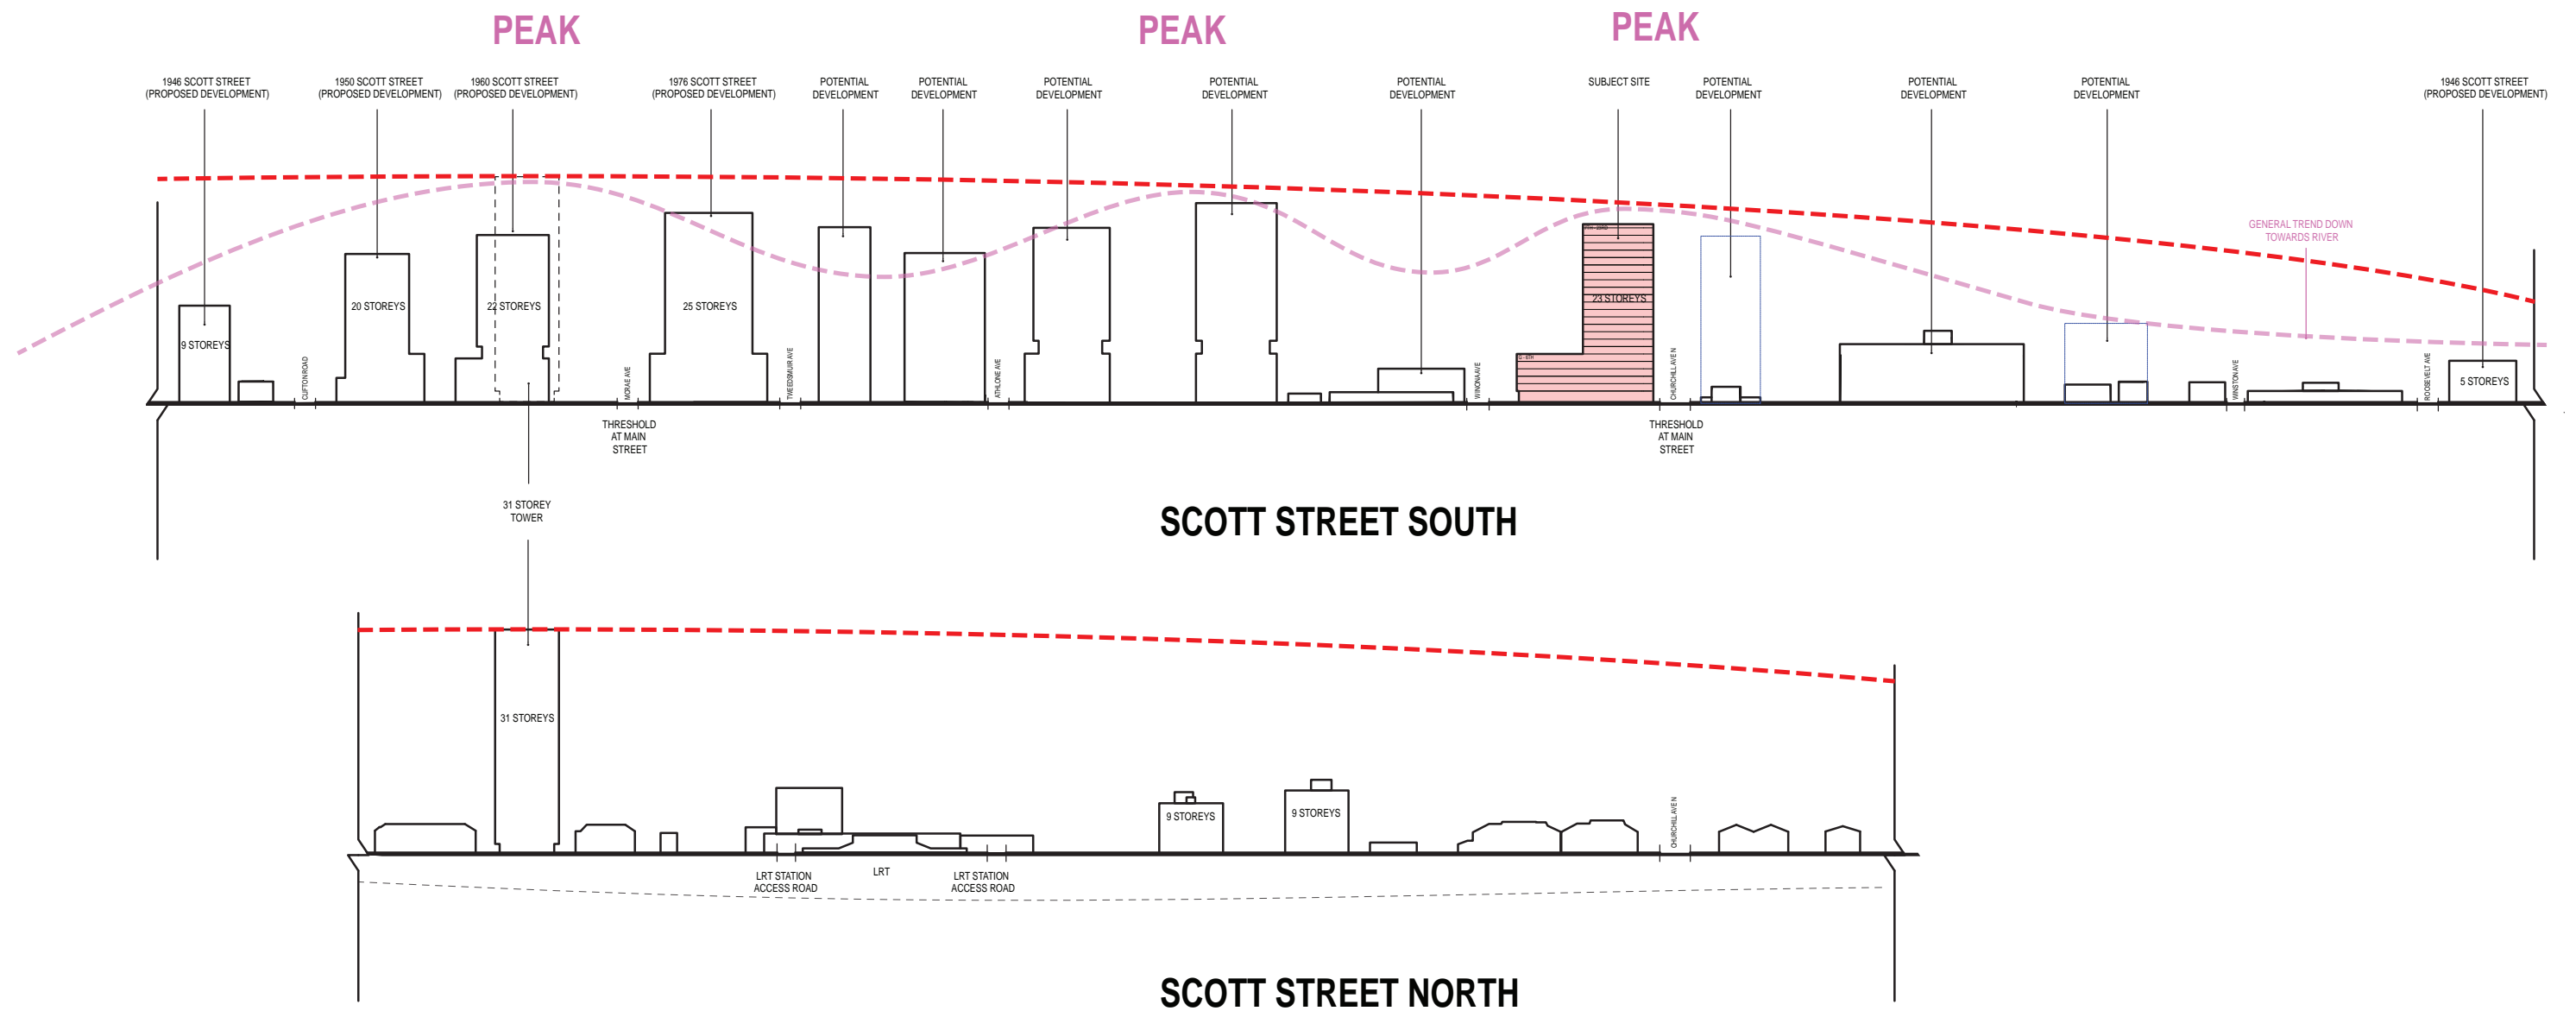 PEAK
PEAK
PEAK
1946 SCOTT STREET
(PROPOSED DEVELOPMENT)
1950 SCOTT STREET
(PROPOSED DEVELOPMENT)
1960 SCOTT STREET
(PROPOSED DEVELOPMENT)
1976 SCOTT STREET
(PROPOSED DEVELOPMENT)
POTENTIAL
DEVELOPMENT
POTENTIAL
DEVELOPMENT
POTENTIAL
DEVELOPMENT
POTENTIAL
DEVELOPMENT
POTENTIAL
DEVELOPMENT
SUBJECT SITE
POTENTIAL
DEVELOPMENT
POTENTIAL
DEVELOPMENT
POTENTIAL
DEVELOPMENT
1946 SCOTT STREET
(PROPOSED DEVELOPMENT)
GENERAL TREND DOWN
TOWARDS RIVER
9 STOREYS
20 STOREYS
22 STOREYS
25 STOREYS
23 STOREYS
5 STOREYS
CLIFTON ROAD
MCRAE AVE
TWEEDSMUIR AVE
ATHLONE AVE
WINONA AVE
CHURCHILL AVE N
WINSTON AVE
ROOSEVELT AVE
THRESHOLD
AT MAIN
STREET
THRESHOLD
AT MAIN
STREET
31 STOREY
TOWER
SCOTT STREET SOUTH
31 STOREYS
9 STOREYS
9 STOREYS
CHURCHILL AVE N
LRT STATION
ACCESS ROAD
LRT
LRT STATION
ACCESS ROAD
SCOTT STREET NORTH